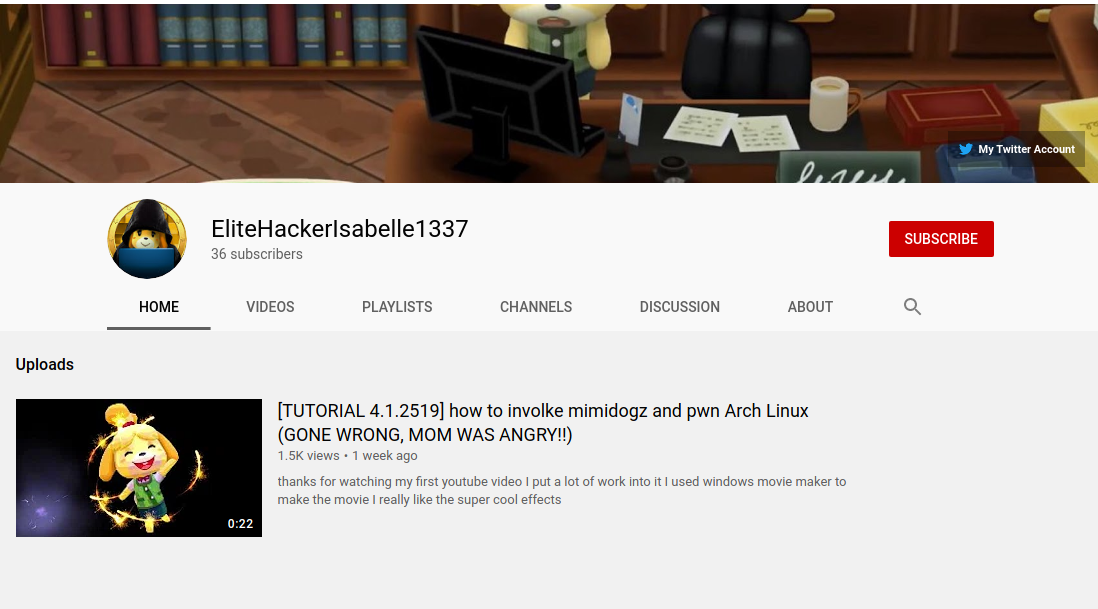 My Twitter Account
EliteHackerIsabelle1337
36 subscribers
SUBSCRIBE
HOME VIDEOS PLAYLISTS CHANNELS DISCUSSION ABOUT
Uploads
[TUTORIAL 4.1.2519] how to involke mimidogz and pwn Arch Linux
(GONE WRONG, MOM WAS ANGRY!!)
1.5K views • 1 week ago
thanks for watching my first youtube video I put a lot of work into it I used windows movie maker to
make the movie I really like the super cool effects
0:22